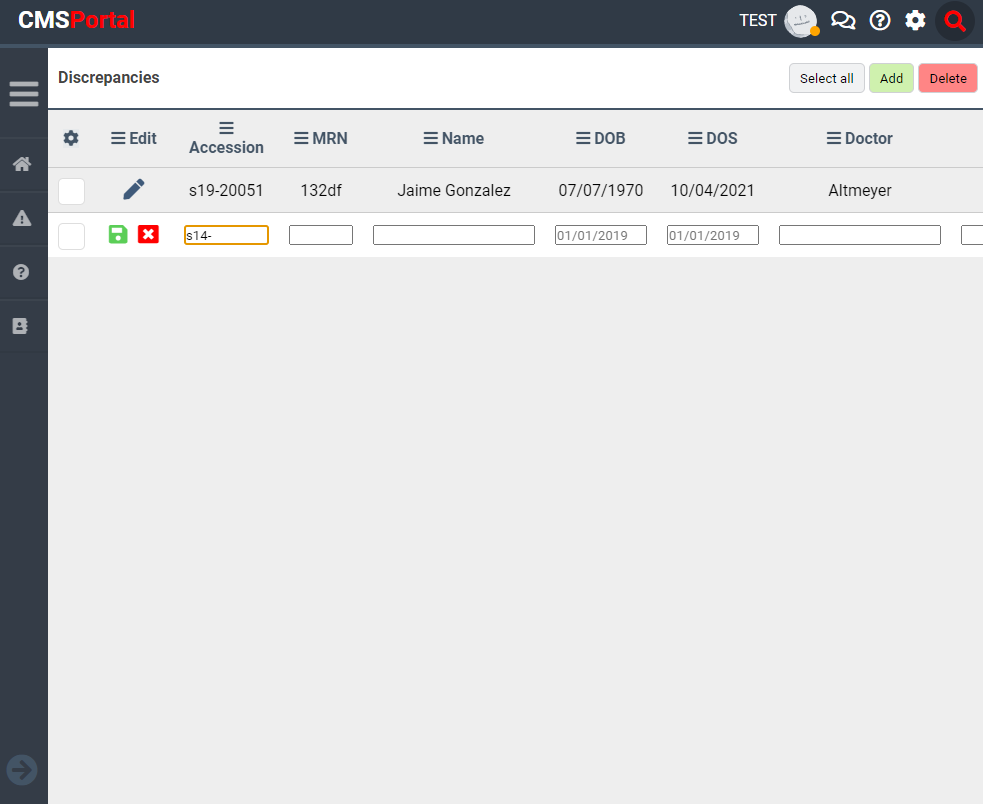 CMSPortal
TEST
Discrepancies
Select all Add Delete
Edit Accession MRN Name DOB DOS Doctor
s19-20051 132df Jaime Gonzalez 07/07/1970 10/04/2021 Altmeyer
s14- 01/01/2019 01/01/2019